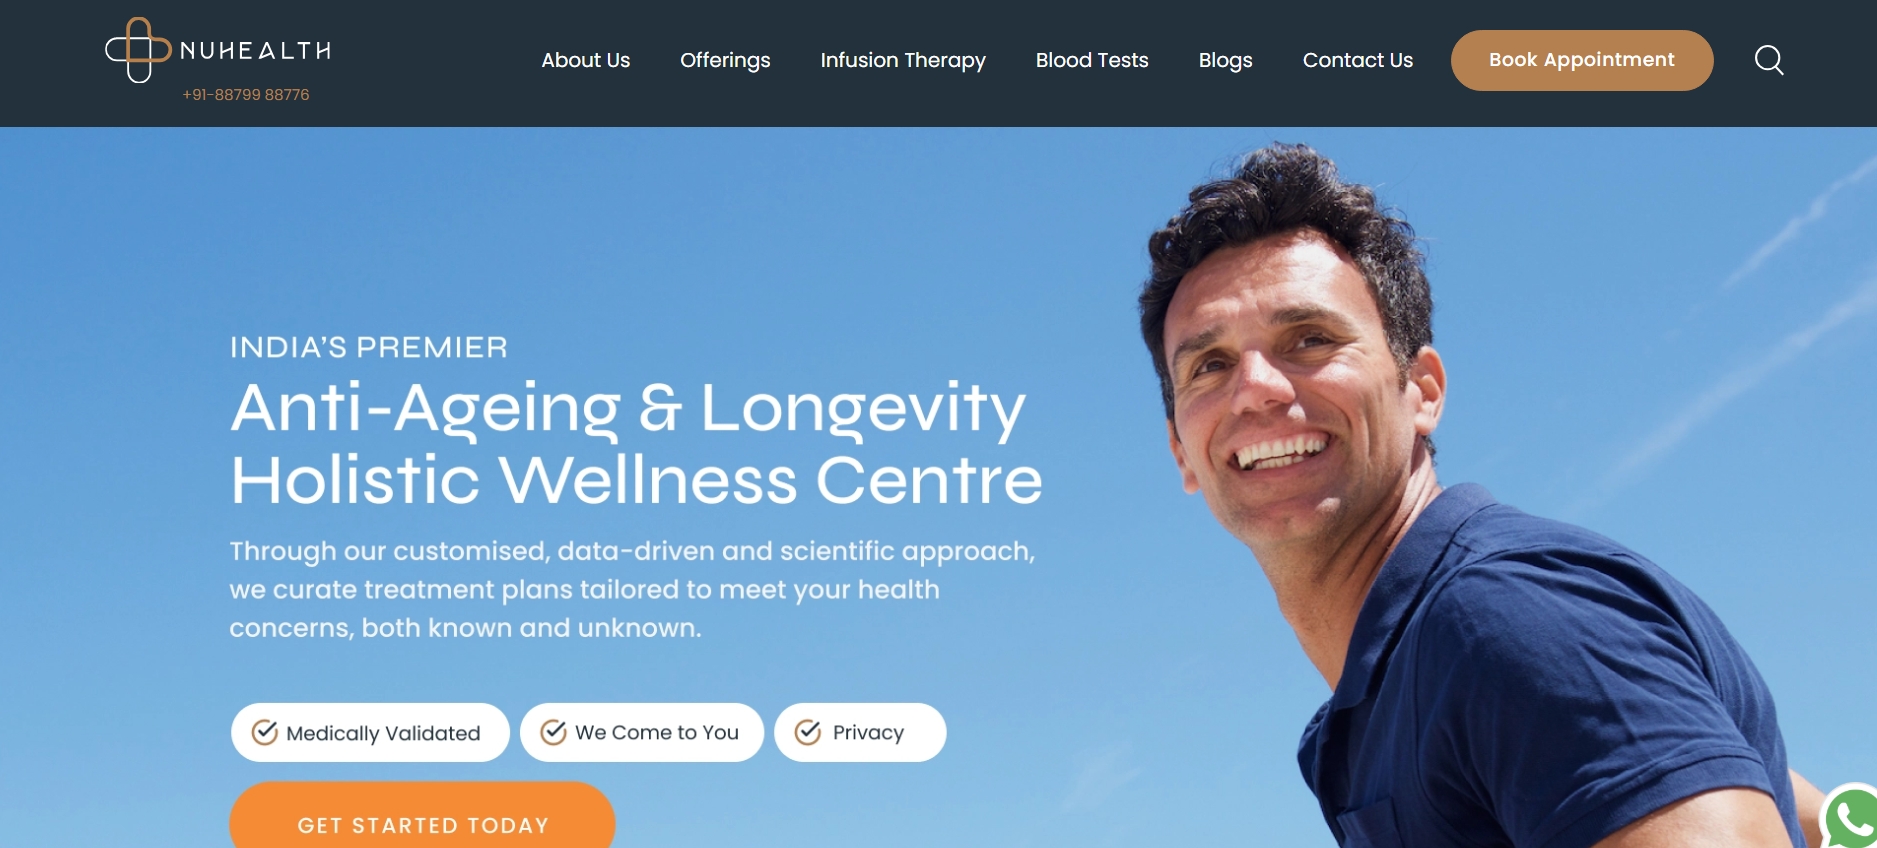 NUHEALTH
+91-88799 88776
About Us
Offerings
Infusion Therapy
Blood Tests
Blogs
Contact Us
Book Appointment
INDIA’S PREMIER
Anti-Ageing & Longevity
Holistic Wellness Centre
Through our customised, data-driven and scientific approach,
we curate treatment plans tailored to meet your health
concerns, both known and unknown.
Medically Validated
We Come to You
Privacy
GET STARTED TODAY